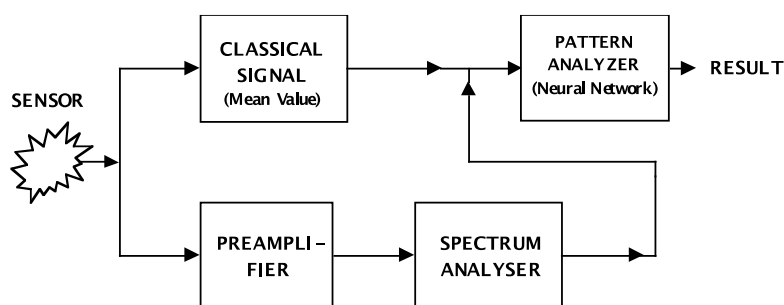 SENSOR
CLASSICAL
SIGNAL
(Mean Value)
PATTERN
ANALYZER
(Neural Network)
RESULT
PREAMPLI-
FIER
SPECTRUM
ANALYSER